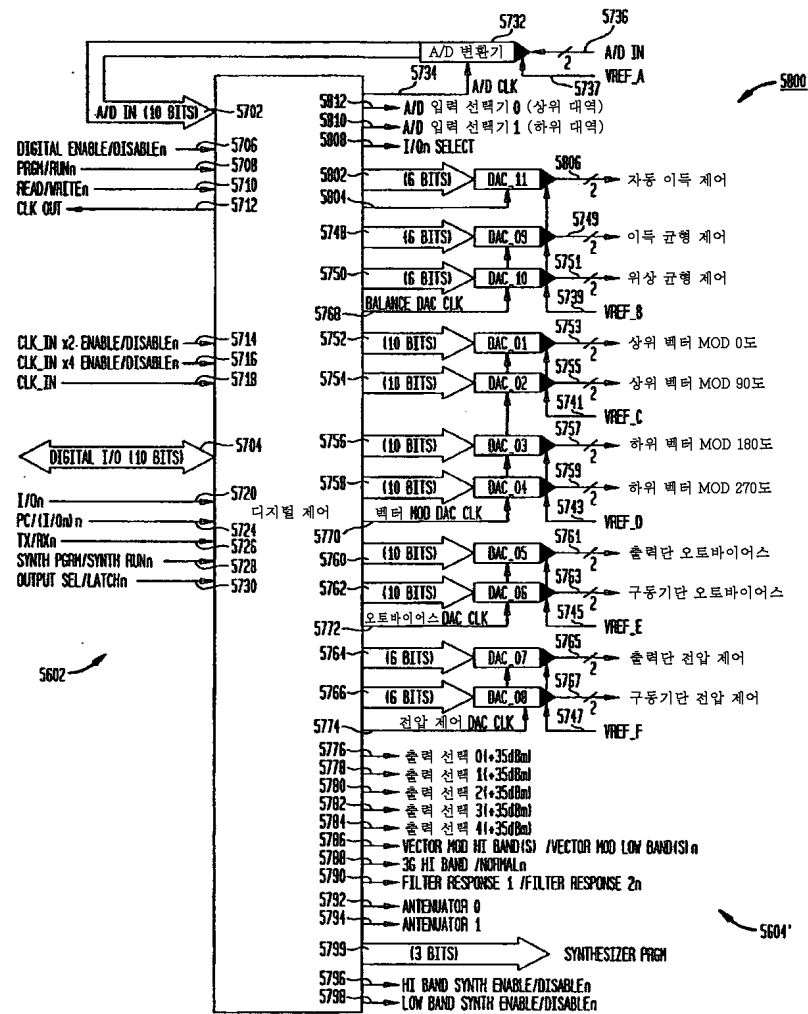 5732
5736
A/D 변환기
A/D IN
2
5734
A/D CLK
5737
VREF_A
5800
A/D IN (10 BITS)
5702
5812
A/D 입력 선택기 0 (상위 대역)
5810
A/D 입력 선택기 1 (하위 대역)
5808
I/On SELECT
DIGITAL ENABLE/DISABLEn
5706
PRGM/RUNn
5708
READ/WRITEn
5710
CLK OUT
5712
5802
(6 BITS)
DAC_11
5806
2
자동 이득 제어
5804
5748
(6 BITS)
DAC_09
5749
2
이득 균형 제어
5750
(6 BITS)
DAC_10
5751
2
위상 균형 제어
5768
BALANCE DAC CLK
5739
VREF_B
CLK_IN x2 ENABLE/DISABLEn
5714
CLK_IN x4 ENABLE/DISABLEn
5716
CLK_IN
5718
5752
(10 BITS)
DAC_01
5753
2
상위 벡터 MOD 0도
5754
(10 BITS)
DAC_02
5755
2
상위 벡터 MOD 90도
5741
VREF_C
DIGITAL I/O (10 BITS)
5704
5756
(10 BITS)
DAC_03
5757
2
하위 벡터 MOD 180도
5758
(10 BITS)
DAC_04
5759
2
하위 벡터 MOD 270도
5770
벡터 MOD DAC CLK
5743
VREF_D
I/On
5720
디지털 제어
PC/(I/On)n
5724
TX/RXn
5726
SYNTH PGRM/SYNTH RUNn
5728
OUTPUT SEL/LATCHn
5730
5760
(10 BITS)
DAC_05
5761
2
출력단 오토바이어스
5762
(10 BITS)
DAC_06
5763
2
구동기단 오토바이어스
5772
오토바이어스 DAC CLK
5745
VREF_E
5602
5764
(6 BITS)
DAC_07
5765
2
출력단 전압 제어
5766
(6 BITS)
DAC_08
5767
2
구동기단 전압 제어
5774
전압 제어 DAC CLK
5747
VREF_F
5776
출력 선택 0(+35dBm)
5778
출력 선택 1(+35dBm)
5780
출력 선택 2(+35dBm)
5782
출력 선택 3(+35dBm)
5784
출력 선택 4(+35dBm)
5786
VECTOR MOD HI BAND(S) /VECTOR MOD LOW BAND(S)n
5788
3G HI BAND /NORMALn
5790
FILTER RESPONSE 1 /FILTER RESPONSE 2n
5792
ANTENUATOR 0
5794
ANTENUATOR 1
5604'
5799
(3 BITS)
SYNTHESIZER PRGM
5796
HI BAND SYNTH ENABLE/DISABLEn
5798
LOW BAND SYNTH ENABLE/DISABLEn